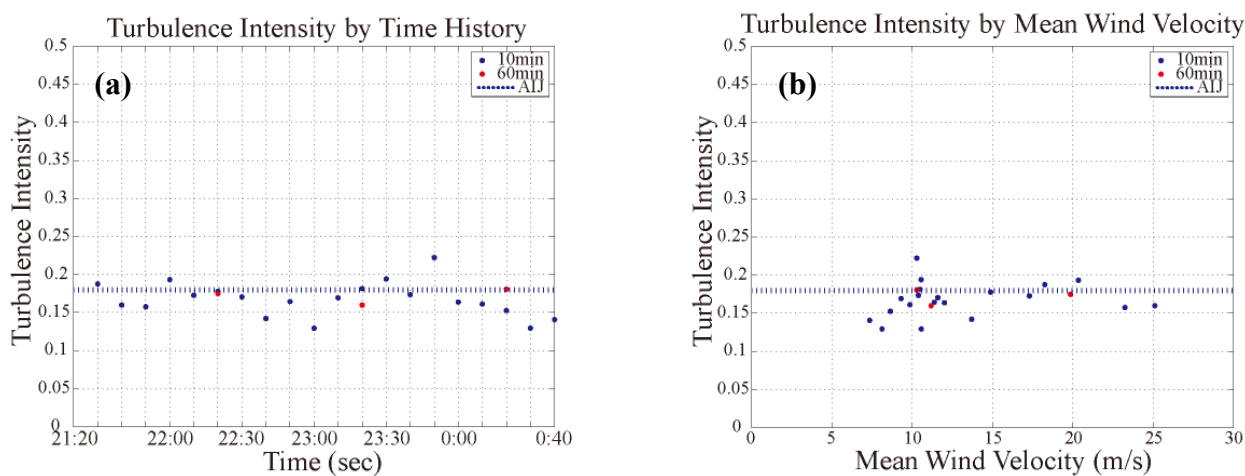 Turbulence Intensity by Time History
(a)
10min
60min
AIJ
Turbulence Intensity
0.5
0.45
0.4
0.35
0.3
0.25
0.2
0.15
0.1
0.05
0
21:20
22:00
22:30
23:00
23:30
0:00
0:40
Time (sec)
Turbulence Intensity by Mean Wind Velocity
(b)
10min
60min
AIJ
Turbulence Intensity
0.5
0.45
0.4
0.35
0.3
0.25
0.2
0.15
0.1
0.05
0
0
5
10
15
20
25
30
Mean Wind Velocity (m/s)